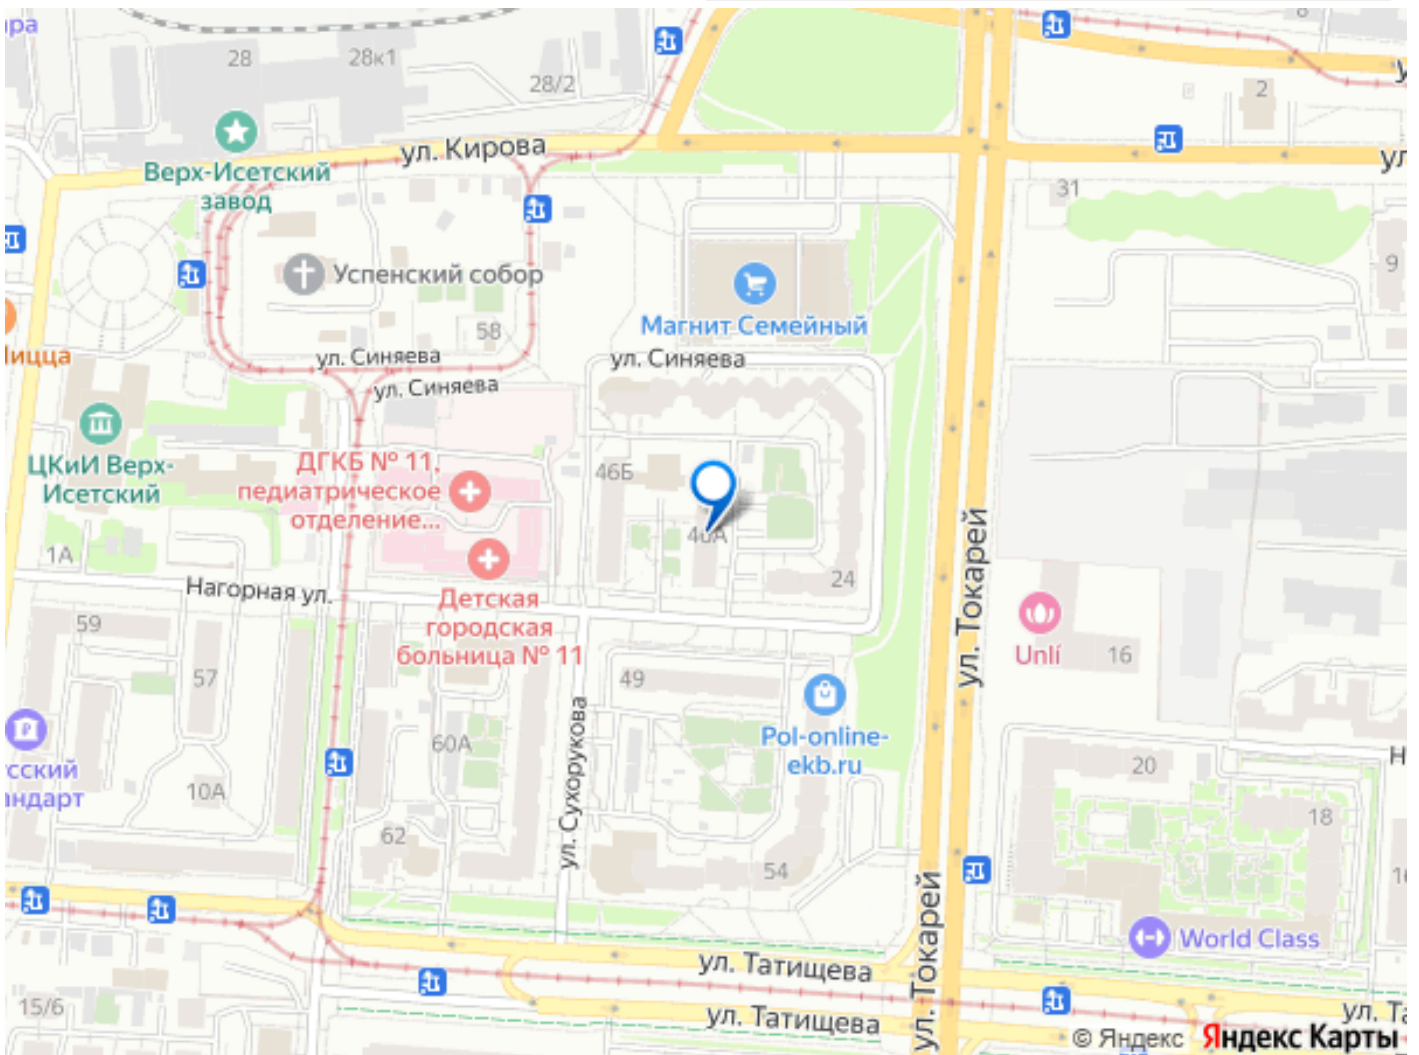 28
28к1
28/2
8
2
Верх-Исетский
завод
ул. Кирова
ул
31
9
Успенский собор
58
Магнит Семейный
ул. Синяева
ул. Синяева
ул. Синяева
ЦКиИ Верх-
Исетский
ДГКБ № 11,
педиатрическое
отделение...
46Б
24
1А
Нагорная ул.
Детская
городская
больница № 11
59
57
49
ул. Токарей
Unlí
16
Pol-online-
ekb.ru
60А
ул. Сухорукова
10А
62
54
20
18
World Class
ул. Татищева
ул. Токарей
ул. Татищева
15/6
© Яндекс
Яндекс Карты